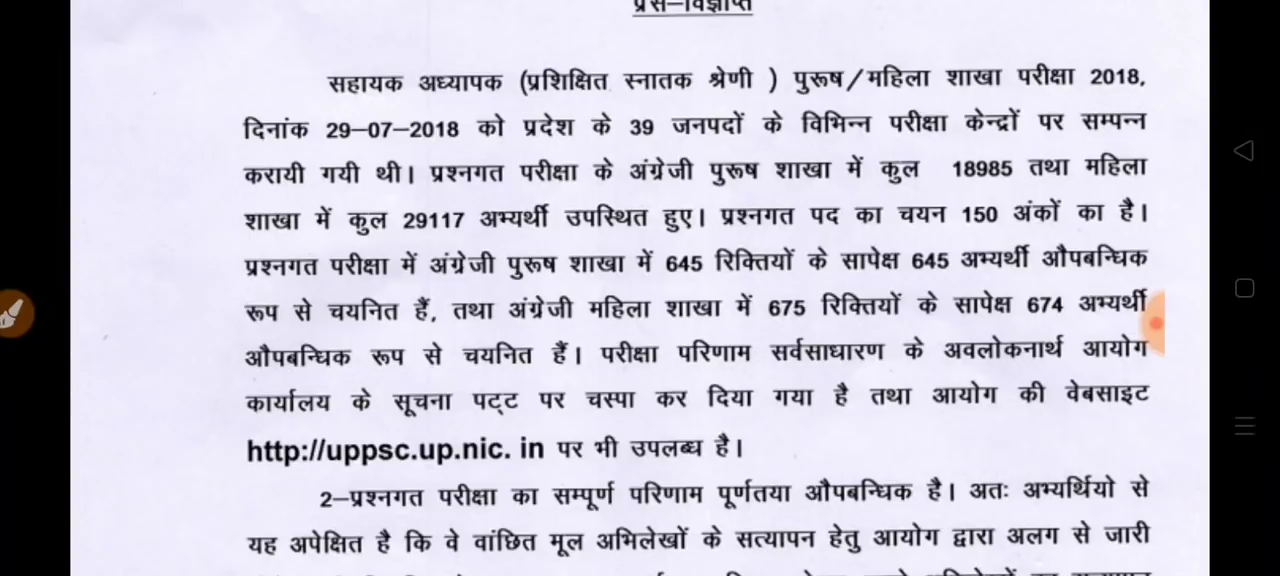 प्रेस–विज्ञप्ति
सहायक अध्यापक (प्रशिक्षित स्नातक श्रेणी ) पुरूष/महिला शाखा परीक्षा 2018,
दिनांक 29–07–2018 को प्रदेश के 39 जनपदों के विभिन्न परीक्षा केन्द्रों पर सम्पन्न
करायी गयी थी। प्रश्नगत परीक्षा के अंग्रेजी पुरूष शाखा में कुल 18985 तथा महिला
शाखा में कुल 29117 अभ्यर्थी उपस्थित हुए। प्रश्नगत पद का चयन 150 अंकों का है।
प्रश्नगत परीक्षा में अंग्रेजी पुरूष शाखा में 645 रिक्तियों के सापेक्ष 645 अभ्यर्थी औपबन्धिक
रूप से चयनित हैं, तथा अंग्रेजी महिला शाखा में 675 रिक्तियों के सापेक्ष 674 अभ्यर्थी
औपबन्धिक रूप से चयनित हैं। परीक्षा परिणाम सर्वसाधारण के अवलोकनार्थ आयोग
कार्यालय के सूचना पट्ट पर चस्पा कर दिया गया है तथा आयोग की वेबसाइट
http://uppsc.up.nic. in पर भी उपलब्ध है।
2–प्रश्नगत परीक्षा का सम्पूर्ण परिणाम पूर्णतया औपबन्धिक है। अतः अभ्यर्थियो से
यह अपेक्षित है कि वे वांछित मूल अभिलेखों के सत्यापन हेतु आयोग द्वारा अलग से जारी